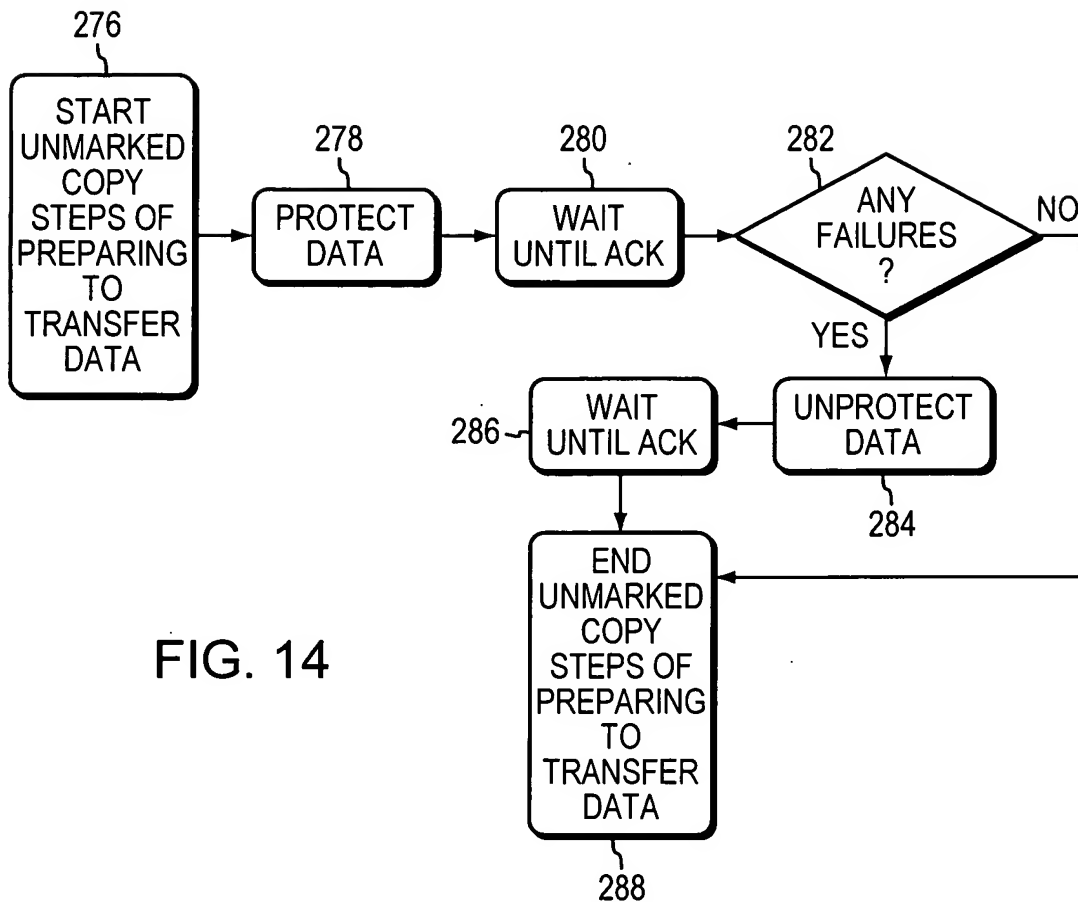 276
START
UNMARKED
COPY
STEPS OF
PREPARING
TO
TRANSFER
DATA
278
PROTECT
DATA
280
WAIT
UNTIL ACK
282
ANY
FAILURES
?
NO
YES
UNPROTECT
DATA
284
WAIT
UNTIL ACK
286
END
UNMARKED
COPY
STEPS OF
PREPARING
TO
TRANSFER
DATA
288
FIG. 14